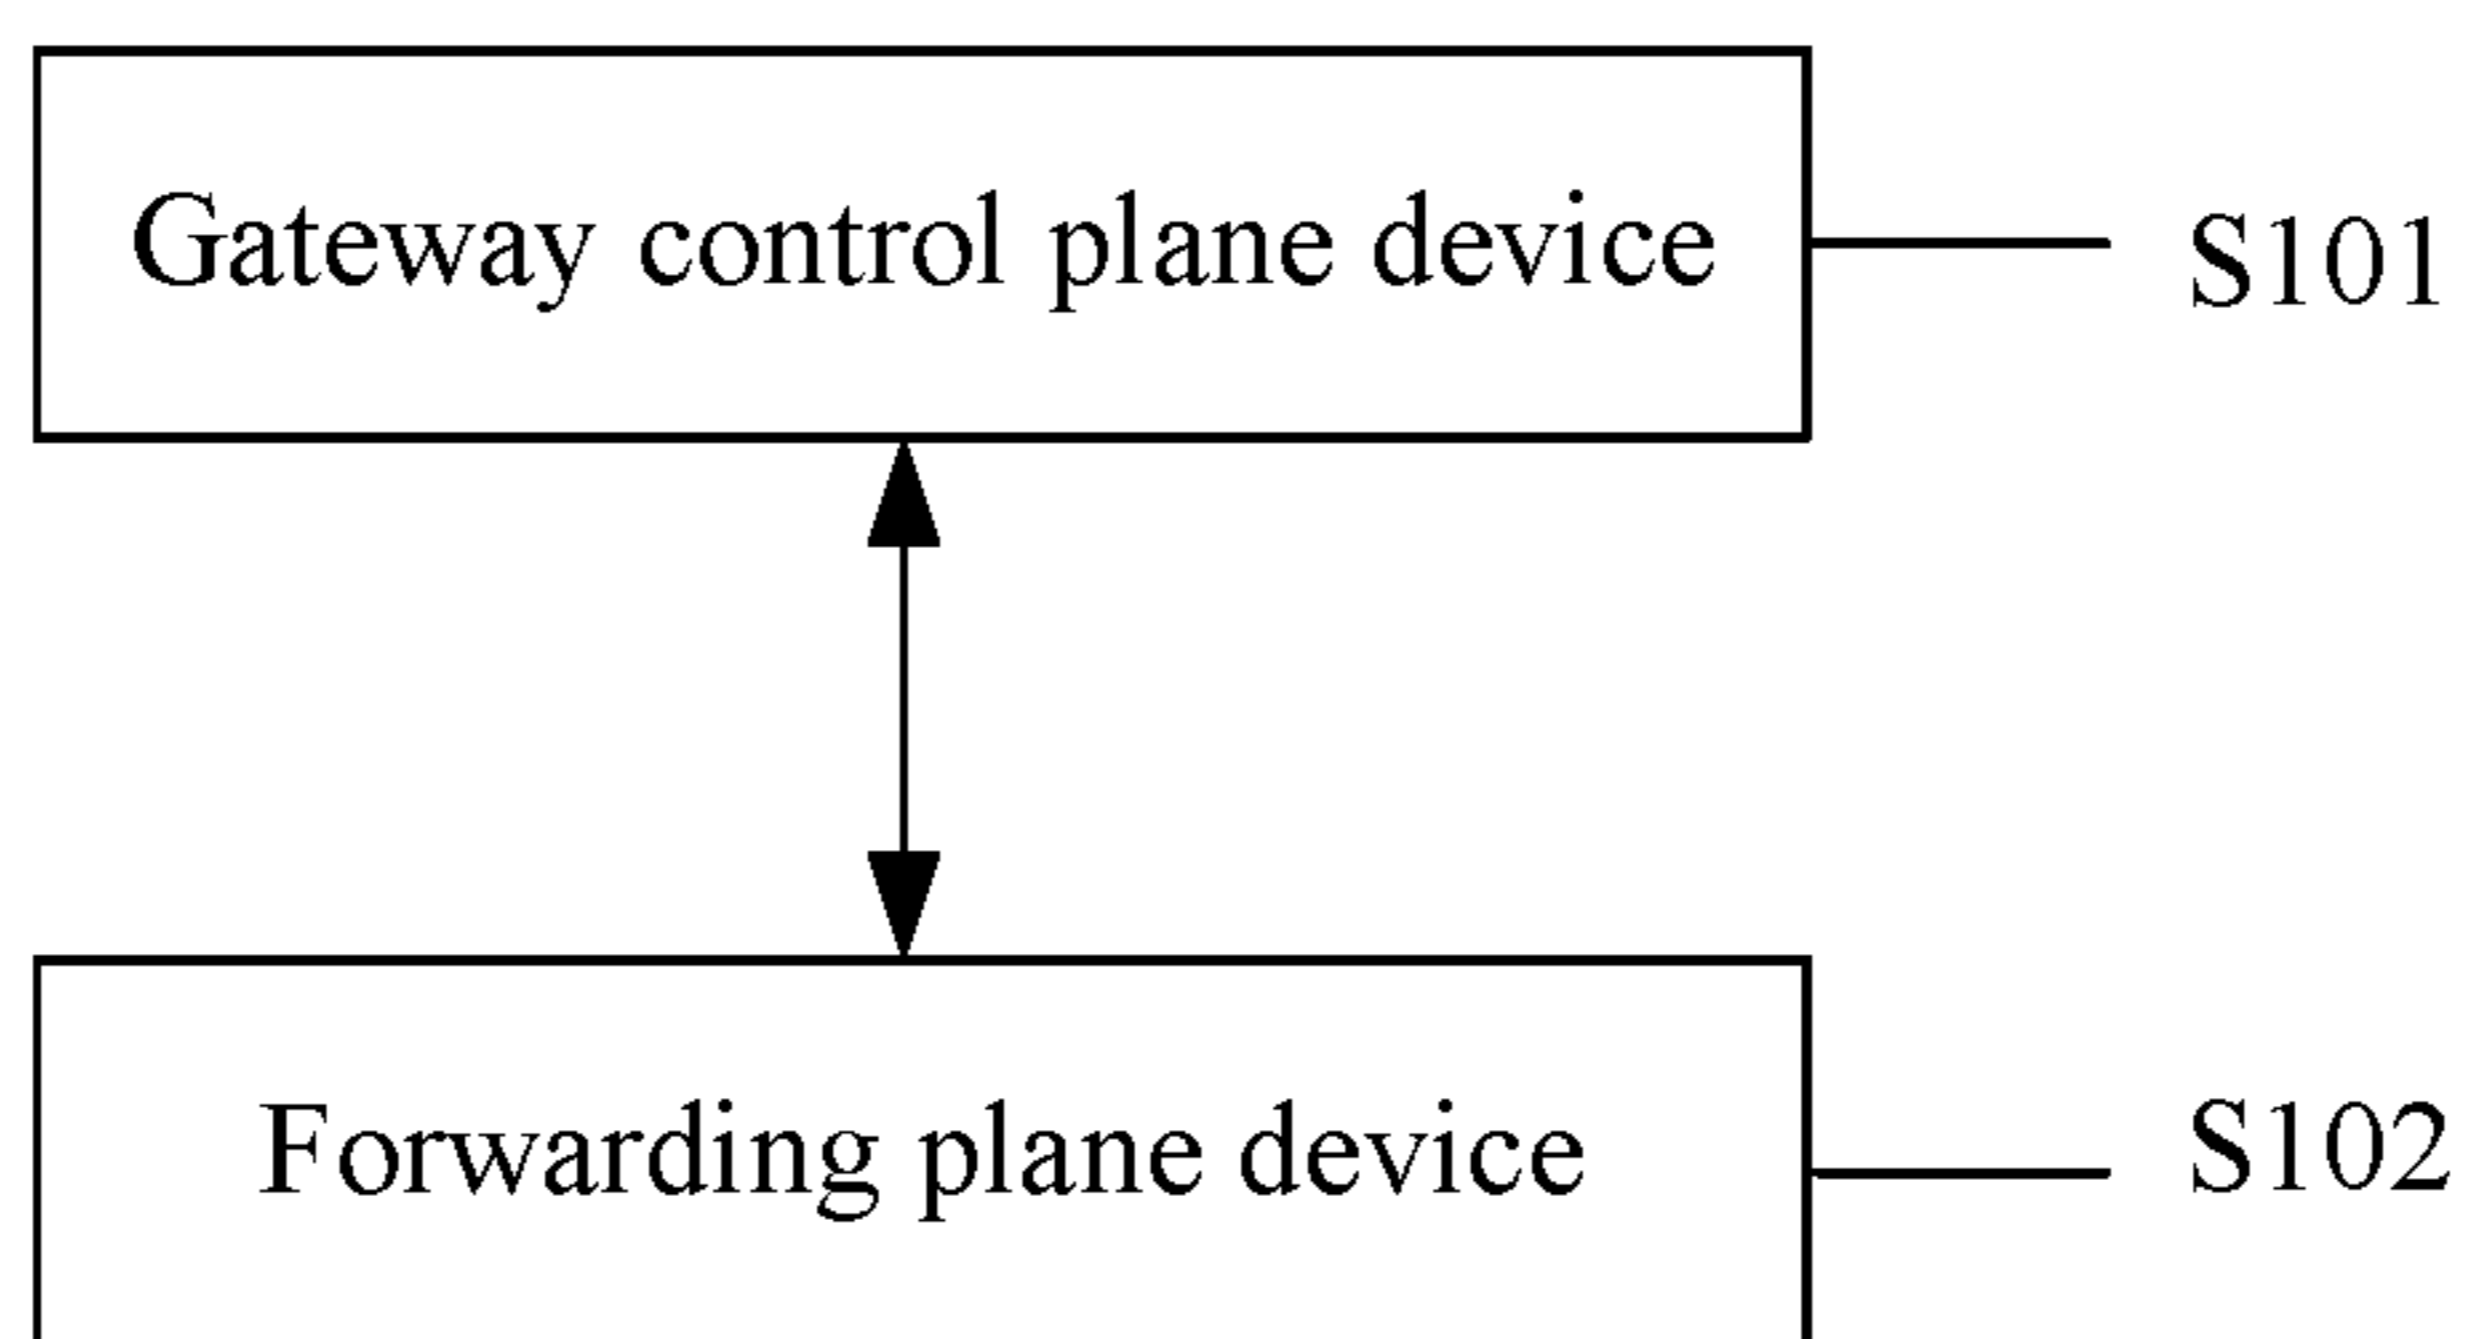 Gateway control plane device
S101
Forwarding plane device
S102